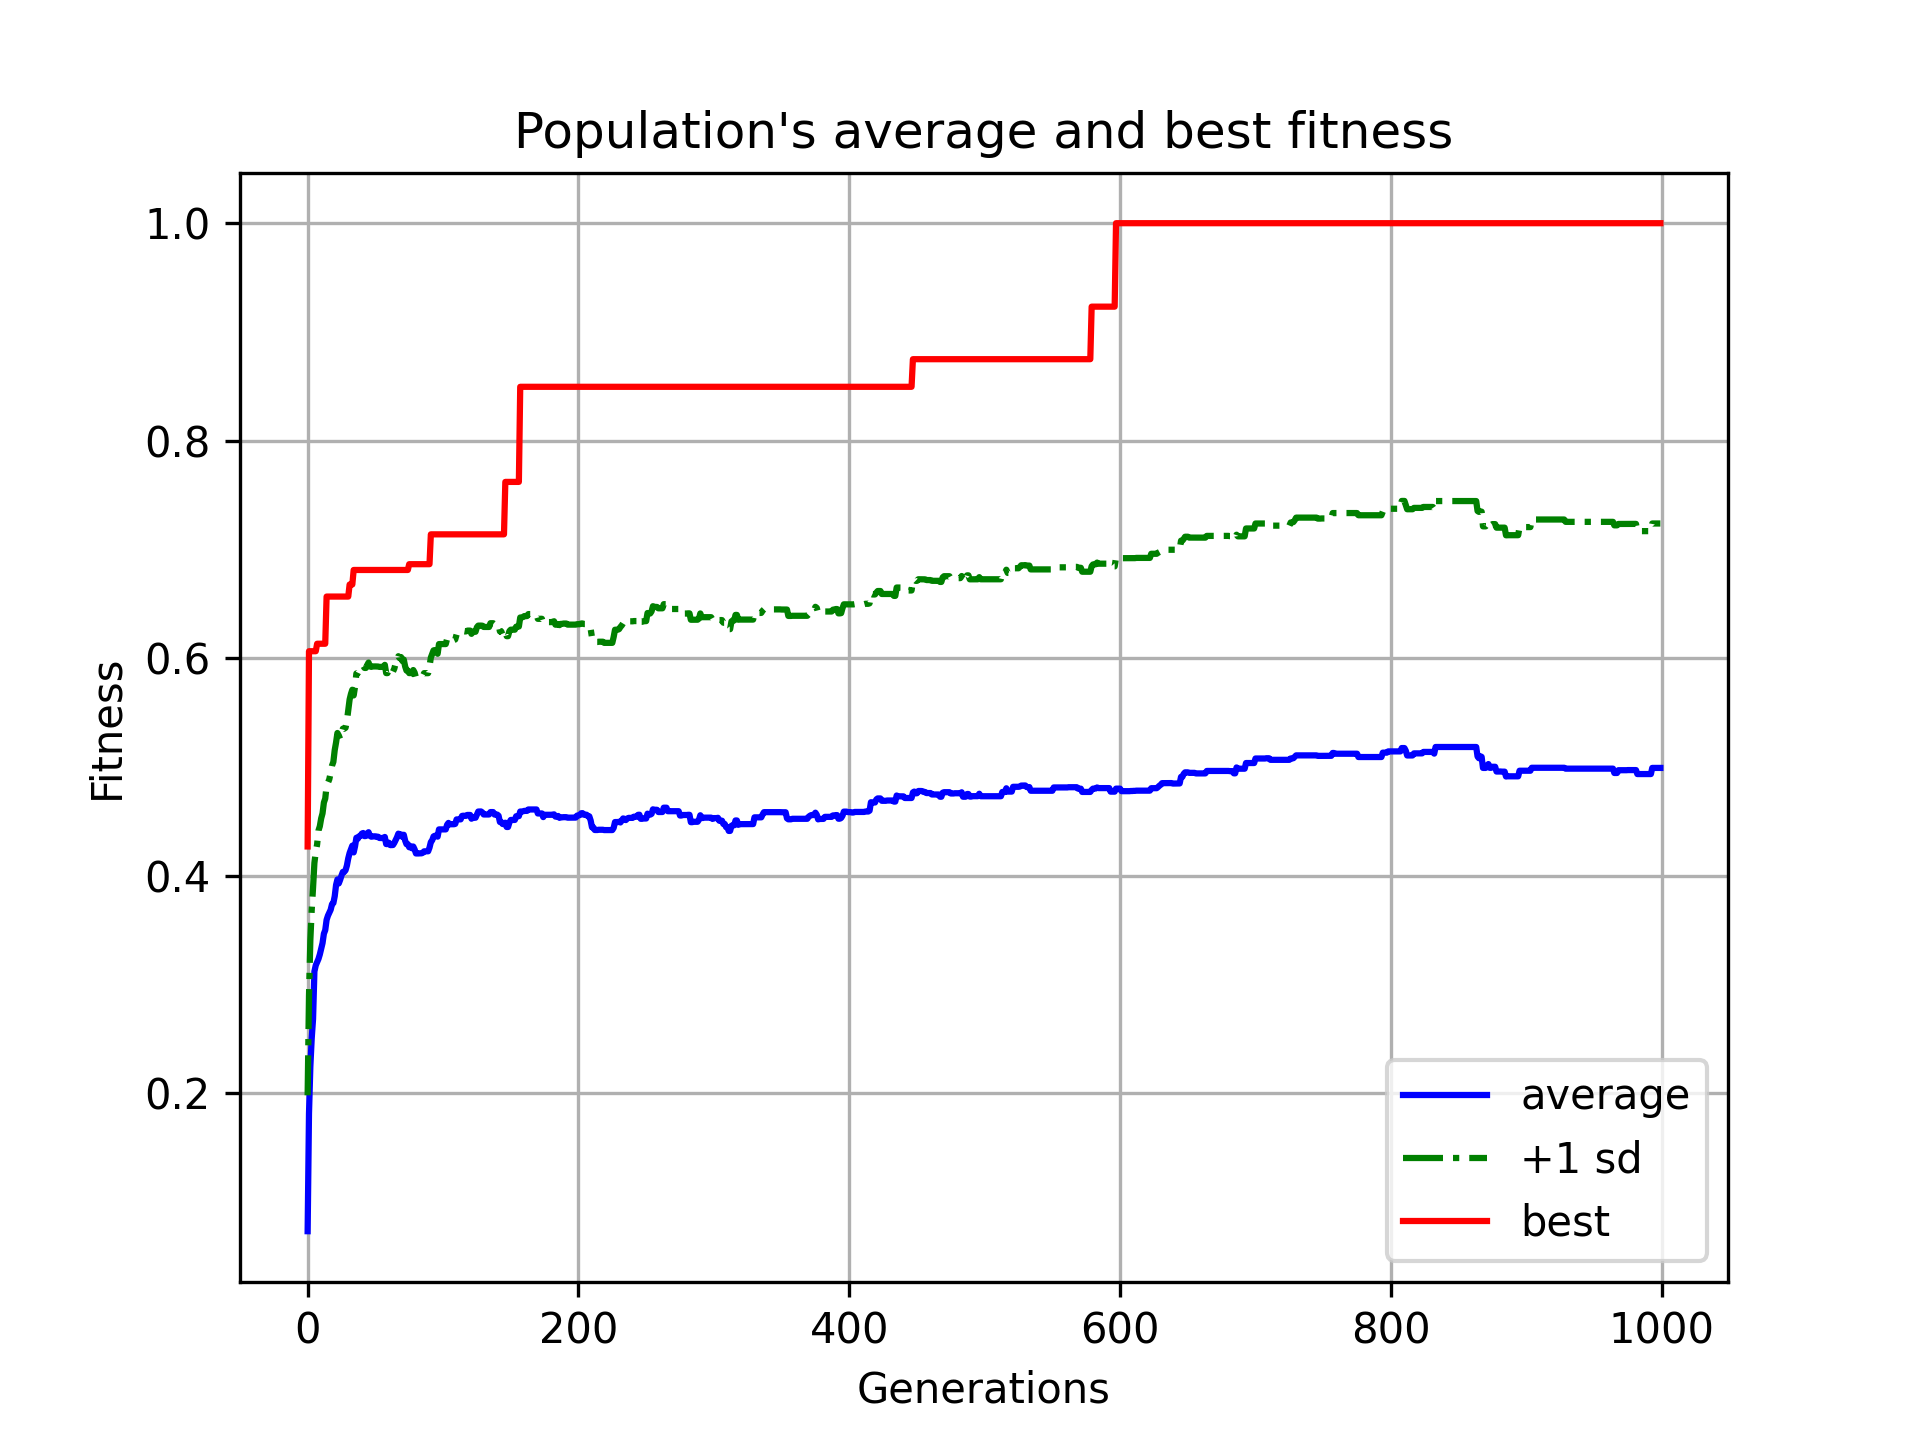 Population's average and best fitness
1.0
0.8
0.6
0.4
0.2
Fitness
0 200 400 600 800 1000
Generations
average
+1 sd
best